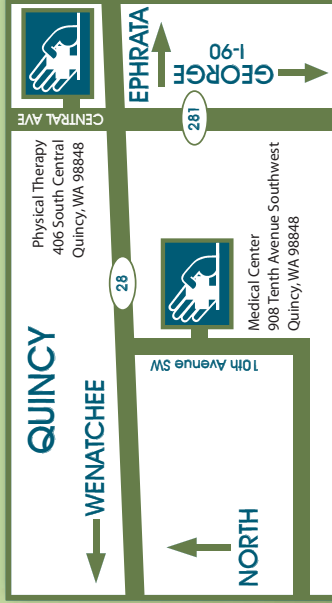 QUINCY
WENATCHEE
NORTH
28
Physical Therapy
406 South Central
Quincy, WA 98848
CENTRAL AVE
EPHRATA
GEORGE
I-90
281
Medical Center
908 Tenth Avenue Southwest
Quincy, WA 98848
10th Avenue SW